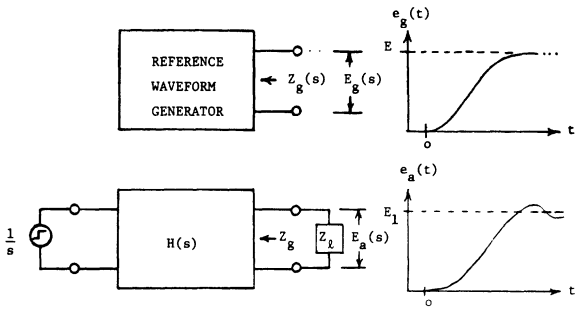 REFERENCE
WAVEFORM
GENERATOR
Z_g(s)
E_g(s)
e_g(t)
E
o
t
1/s
H(s)
Z_g
Z_ℓ
E_a(s)
e_a(t)
E_1
o
t